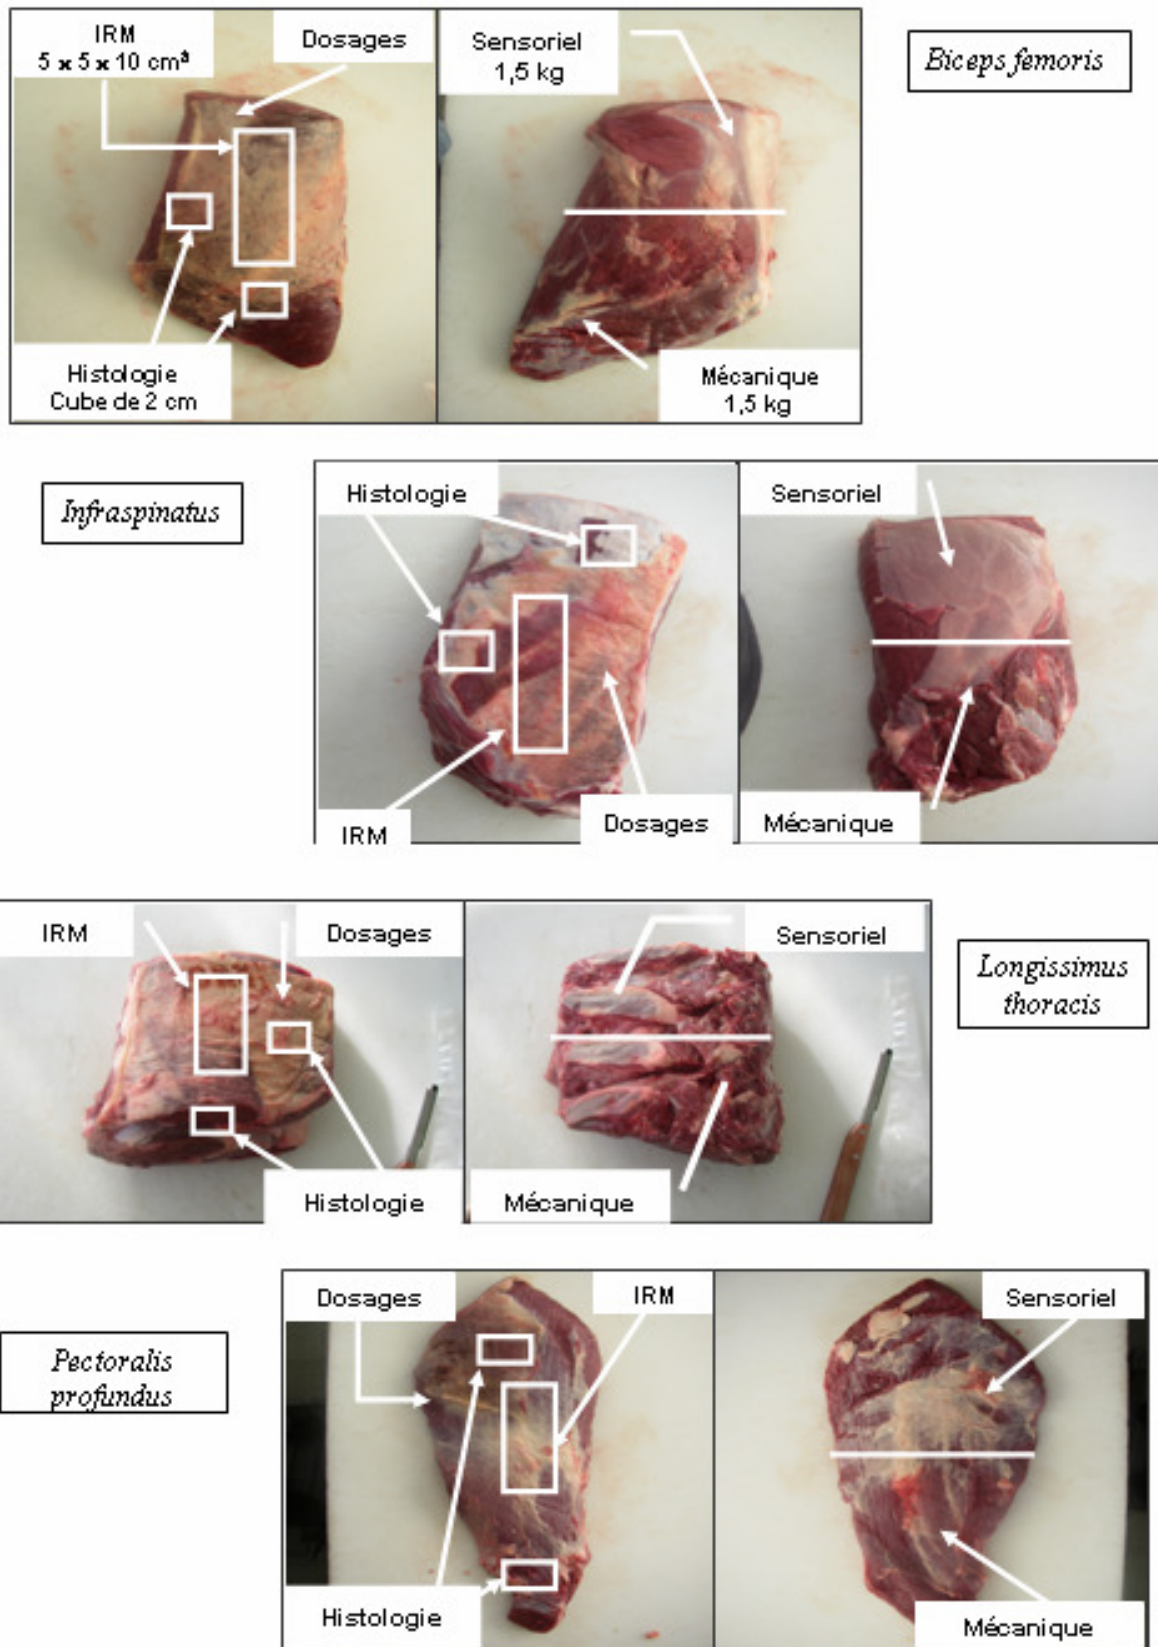 IRM
5 x 5 x 10 cm³
Dosages
Sensoriel
1,5 kg
Biceps femoris
Histologie
Cube de 2 cm
Mécanique
1,5 kg
Infraspinatus
Histologie
Sensoriel
IRM
Dosages
Mécanique
IRM
Dosages
Sensoriel
Longissimus
thoracis
Histologie
Mécanique
Dosages
IRM
Sensoriel
Pectoralis
profundus
Histologie
Mécanique